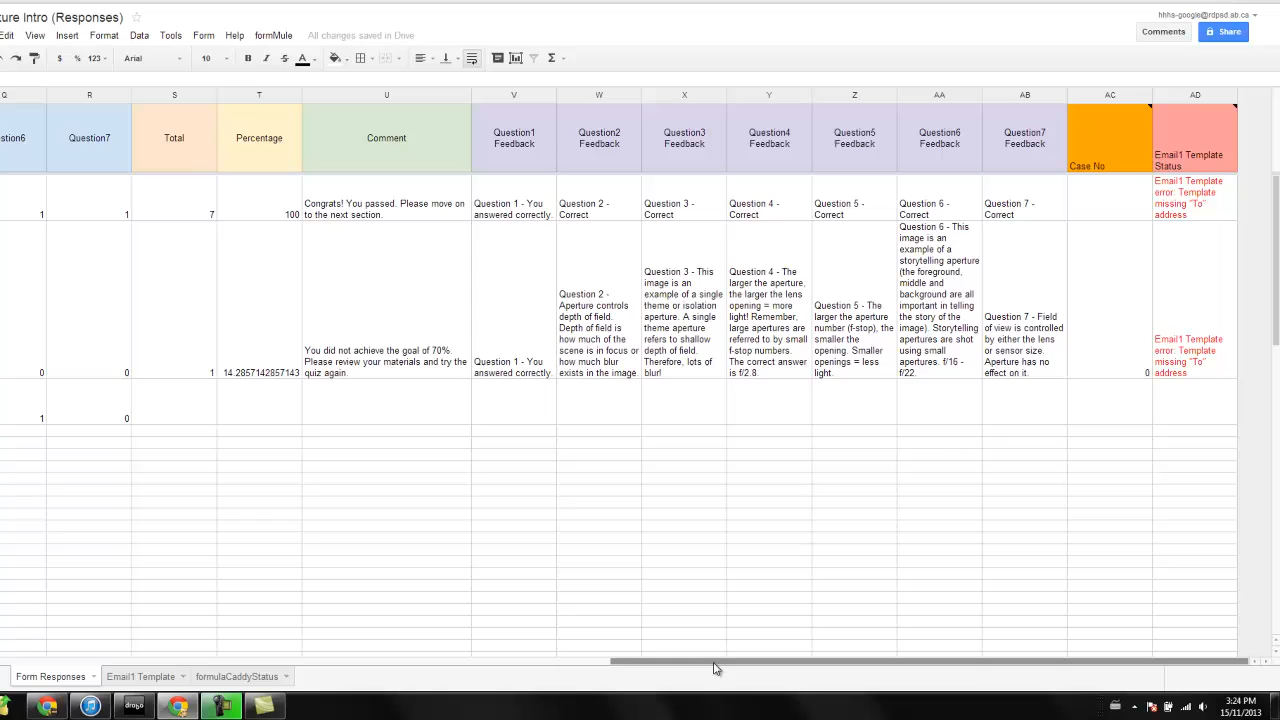 ture Intro (Responses)
hhhs-google@rdpsd.ab.ca
Edit View Insert Format Data Tools Form Help formMule All changes saved in Drive
Comments Share
$ % 123 Arial 10 B I S A Σ
Q R S T U V W X Y Z AA AB AC AD
stion6
Question7
Total
Percentage
Comment
Question1
Feedback
Question2
Feedback
Question3
Feedback
Question4
Feedback
Question5
Feedback
Question6
Feedback
Question7
Feedback
Case No
Email1 Template
Status
1
1
7
100
Congrats! You passed. Please move on
to the next section.
Question 1 - You
answered correctly.
Question 2 -
Correct
Question 3 -
Correct
Question 4 -
Correct
Question 5 -
Correct
Question 6 -
Correct
Question 7 -
Correct
Email1 Template
error: Template
missing "To"
address
0
0
1
14.2857142857143
You did not achieve the goal of 70%.
Please review your materials and try the
quiz again.
Question 1 - You
answered correctly.
Question 2 -
Aperture controls
depth of field.
Depth of field is
how much of the
scene is in focus or
how much blur
exists in the image.
Question 3 - This
image is an
example of a single
theme or isolation
aperture. A single
theme aperture
refers to shallow
depth of field.
Therefore, lots of
blur!
Question 4 - The
larger the aperture,
the larger the lens
opening = more
light! Remember,
large apertures are
referred to by small
f-stop numbers.
The correct answer
is f/2.8.
Question 5 - The
larger the aperture
number (f-stop), the
smaller the
opening. Smaller
openings = less
light.
Question 6 - This
image is an
example of a
storytelling aperture
(the foreground,
middle and
background are all
important in telling
the story of the
image). Storytelling
apertures are shot
using small
apertures. f/16 -
f/22.
Question 7 - Field
of view is controlled
by either the lens
or sensor size.
Aperture has no
effect on it.
0
Email1 Template
error: Template
missing "To"
address
1
0
Form Responses Email1 Template formulaCaddyStatus
drobo
3:24 PM
15/11/2013